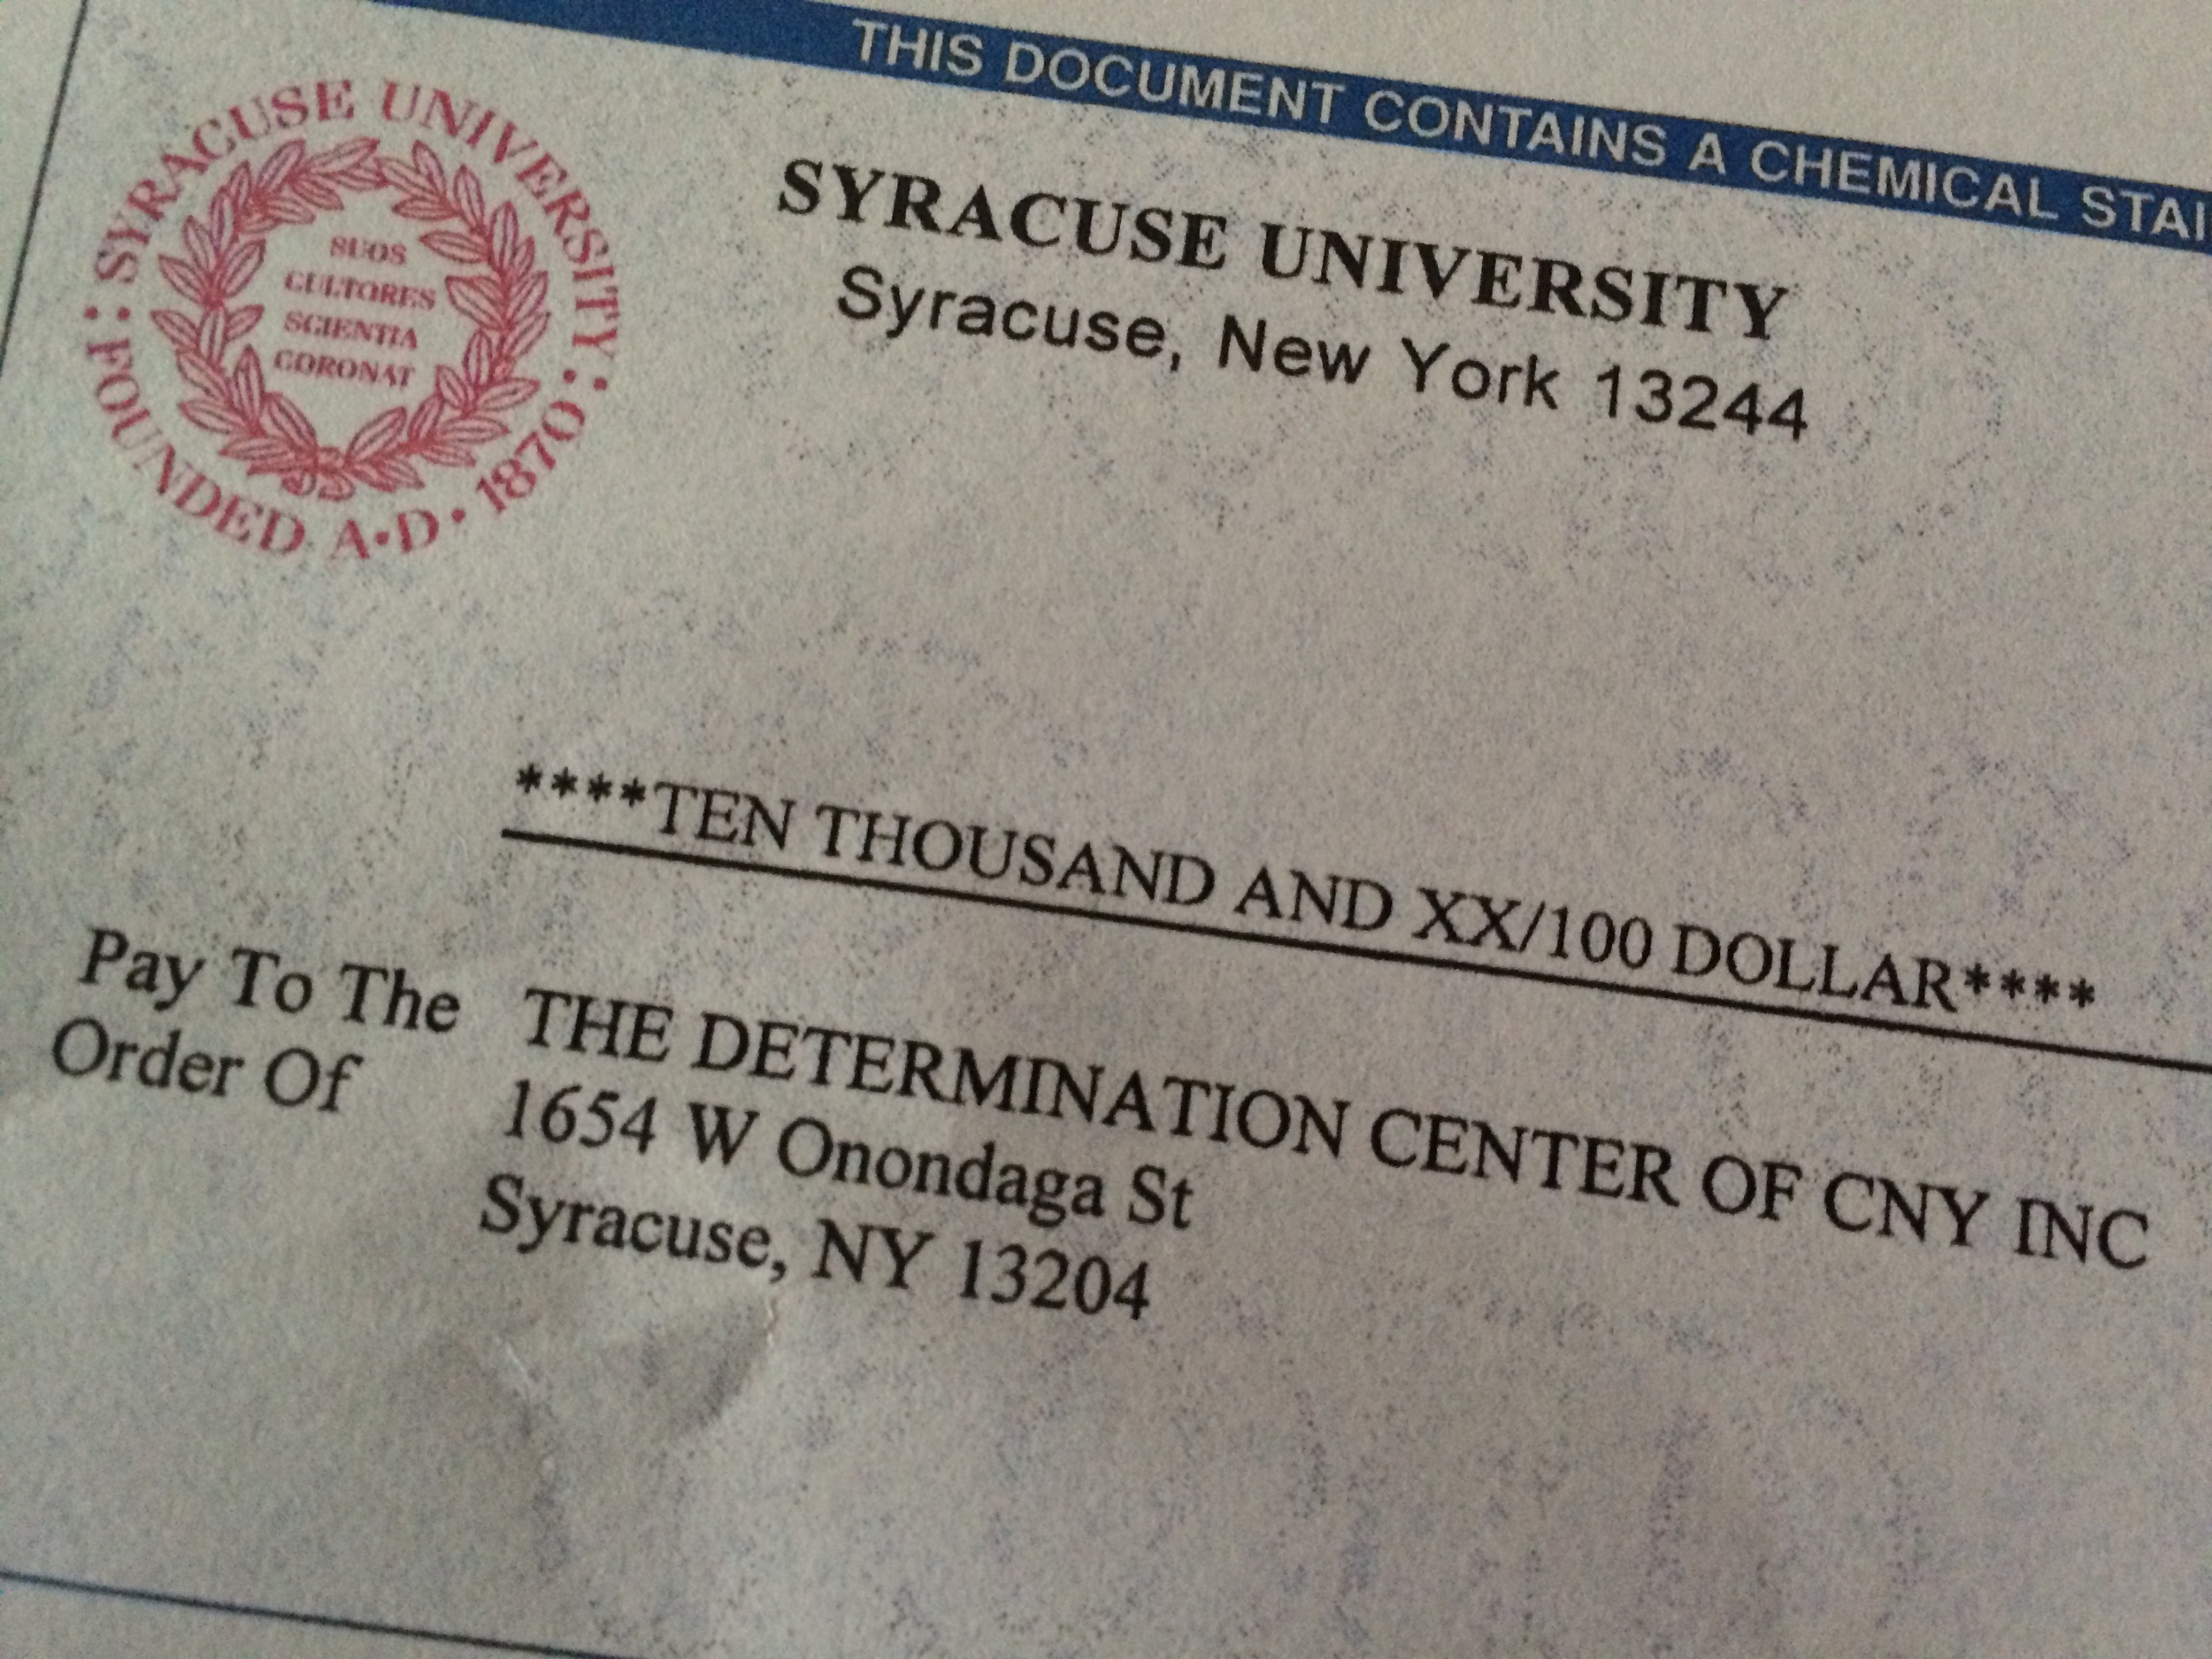 THIS DOCUMENT CONTAINS A CHEMICAL
SYRACUSE UNIVERSITY
FOUNDED A·D· 1870
SUOS
CULTORES
SCIENTIA
CORONAT
SYRACUSE UNIVERSITY
Syracuse, New York 13244
****TEN THOUSAND AND XX/100 DOLLAR****
Pay To The
Order Of
THE DETERMINATION CENTER OF CNY INC
1654 W Onondaga St
Syracuse, NY 13204